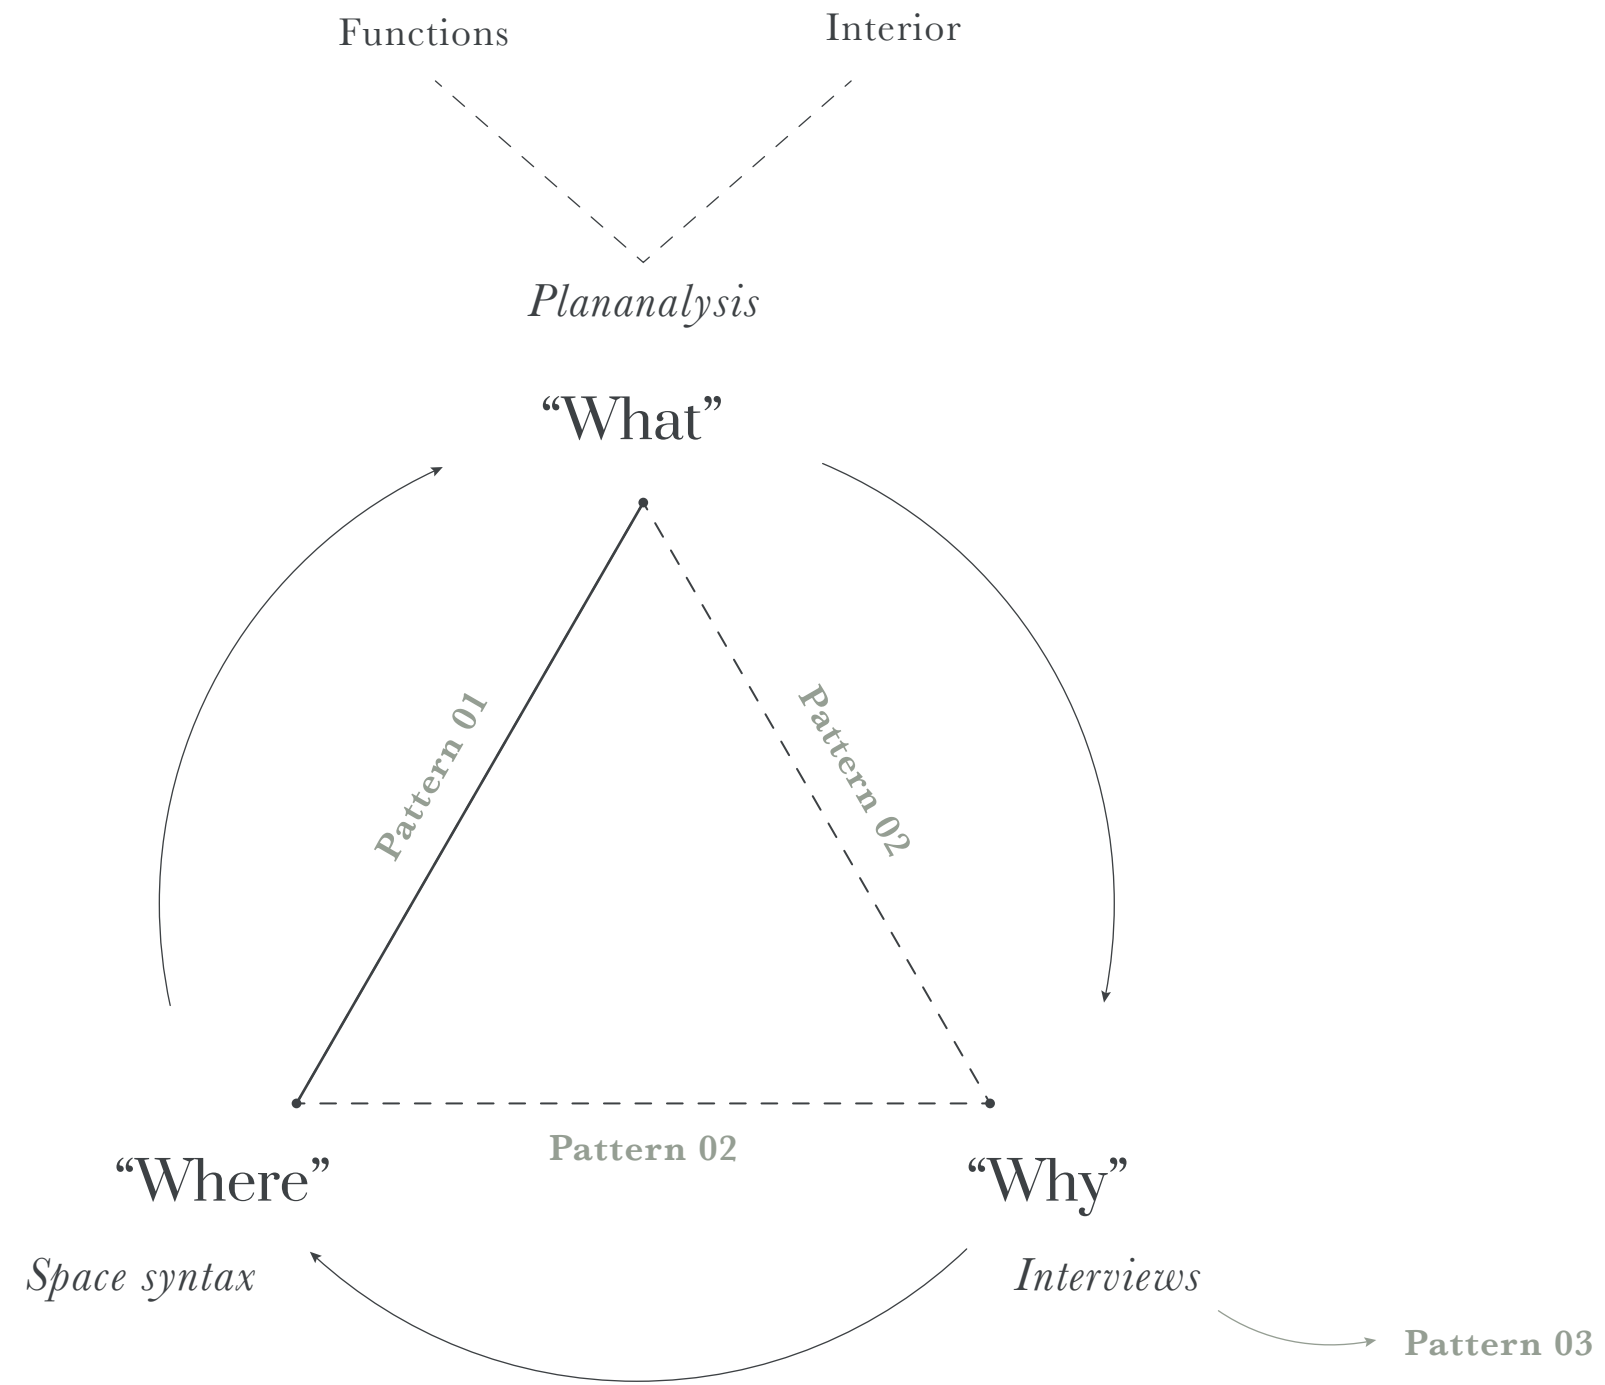 Functions
Interior
Plananalysis
“What”
Pattern 01
Pattern 02
Pattern 02
“Where”
“Why”
Space syntax
Interviews
Pattern 03